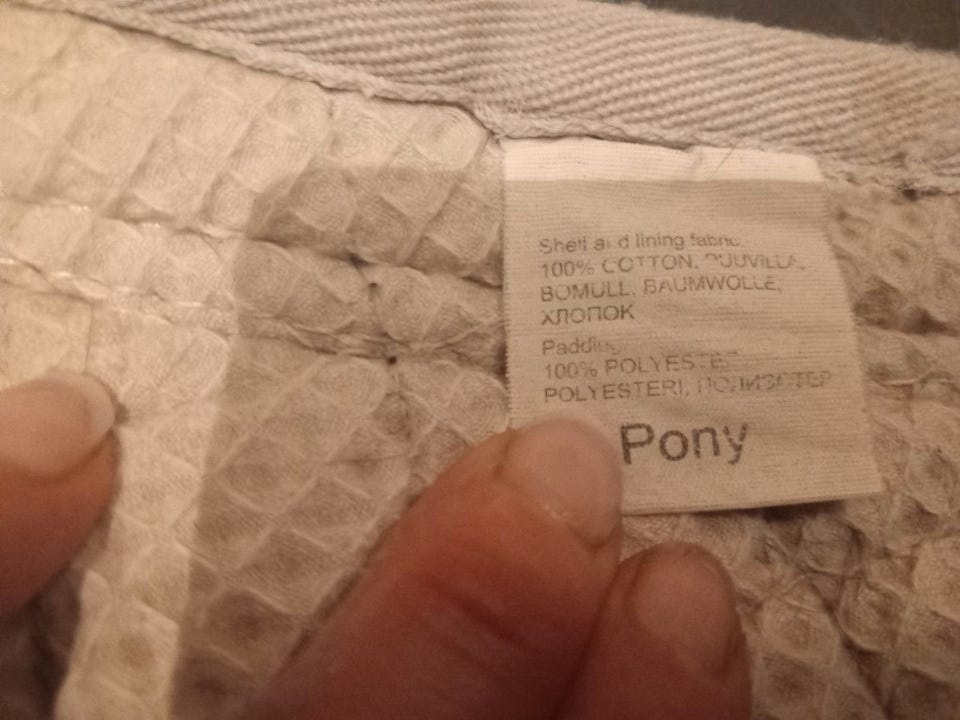 Shell and lining fabric:
100% COTTON, PUUVILLA,
BOMULL, BAUMWOLLE,
ХЛОПОК
Padding:
100% POLYESTER
POLYESTERI, ПОЛИЭСТЕР
Pony